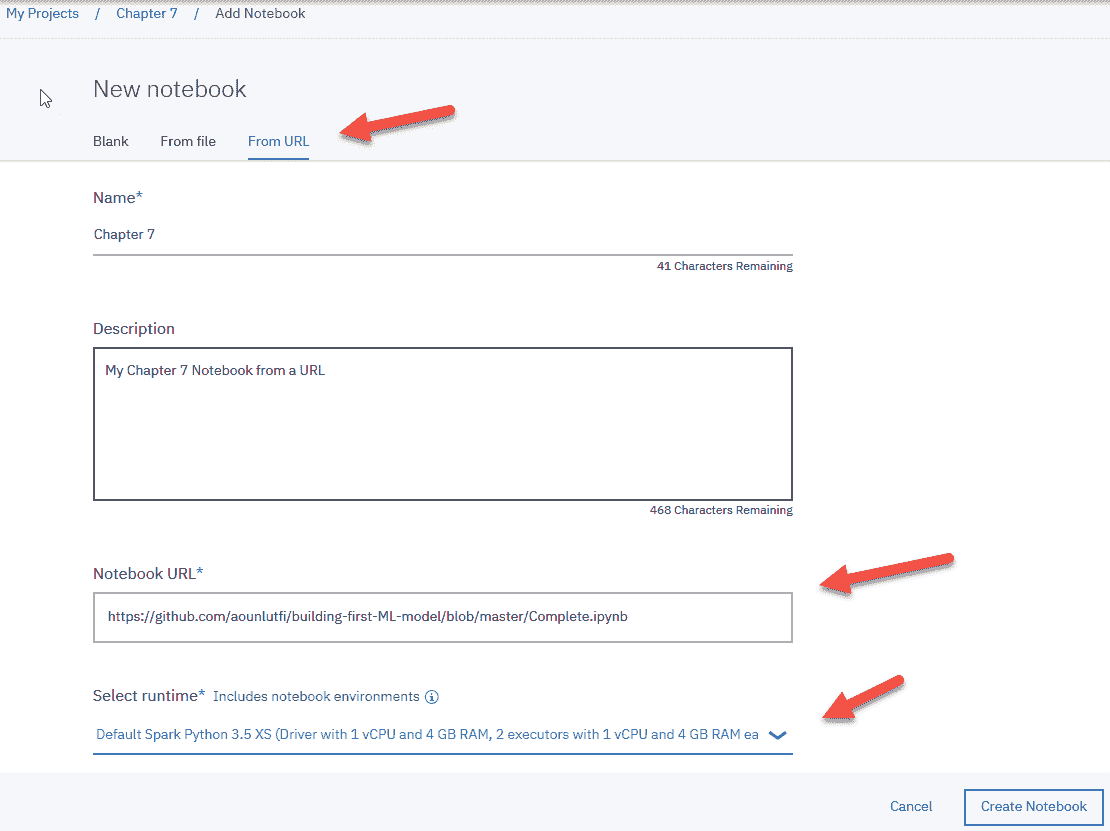 My Projects / Chapter 7 / Add Notebook
New notebook
Blank From file From URL
Name*
Chapter 7
41 Characters Remaining
Description
My Chapter 7 Notebook from a URL
468 Characters Remaining
Notebook URL*
https://github.com/aounlutfi/building-first-ML-model/blob/master/Complete.ipynb
Select runtime* Includes notebook environments
Default Spark Python 3.5 XS (Driver with 1 vCPU and 4 GB RAM, 2 executors with 1 vCPU and 4 GB RAM ea
Cancel Create Notebook